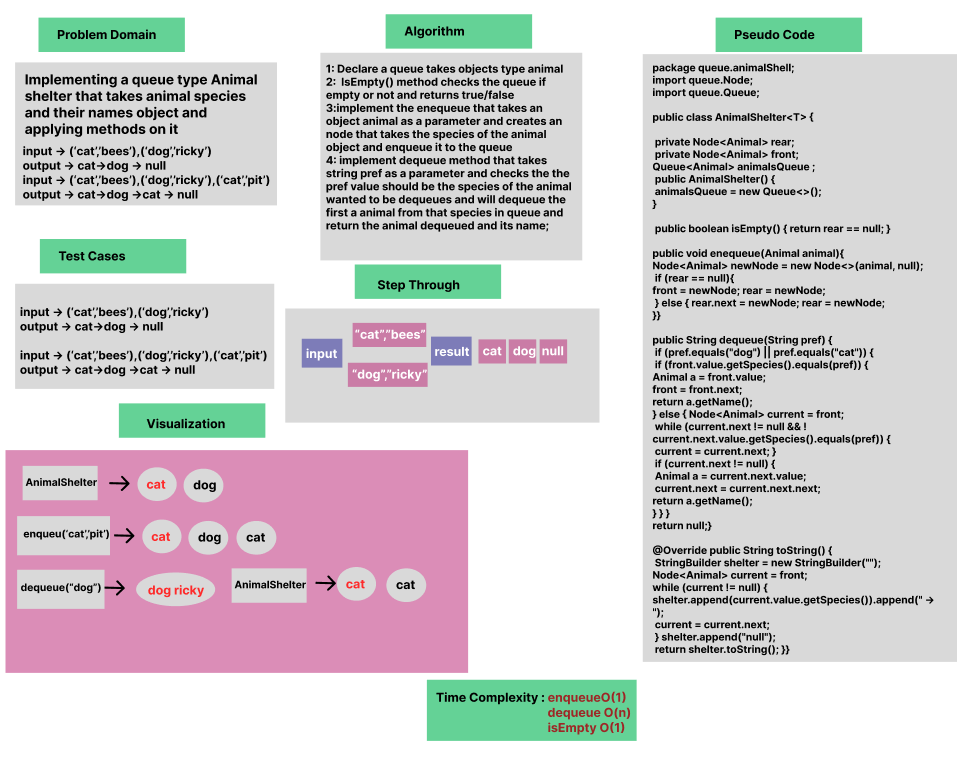 Problem Domain
Implementing a queue type Animal
shelter that takes animal species
and their names object and
applying methods on it
input → (‘cat’,’bees’),(‘dog’,’ricky’)
output → cat→dog → null
input → (‘cat’,’bees’),(‘dog’,’ricky’),(‘cat’,’pit’)
output → cat→dog →cat → null
Test Cases
input → (‘cat’,’bees’),(‘dog’,’ricky’)
output → cat→dog → null
input → (‘cat’,’bees’),(‘dog’,’ricky’),(‘cat’,’pit’)
output → cat→dog →cat → null
Algorithm
1: Declare a queue takes objects type animal
2: IsEmpty() method checks the queue if
empty or not and returns true/false
3:implement the enequeue that takes an
object animal as a parameter and creates an
node that takes the species of the animal
object and enqueue it to the queue
4: implement dequeue method that takes
string pref as a parameter and checks the the
pref value should be the species of the animal
wanted to be dequeues and will dequeue the
first a animal from that species in queue and
return the animal dequeued and its name;
Step Through
input
“cat”,“bees”
“dog”,“ricky”
result
cat
dog
null
Visualization
AnimalShelter
cat
dog
enqueu(‘cat’,’pit’)
cat
dog
cat
dequeue(“dog”)
dog ricky
AnimalShelter
cat
cat
Pseudo Code
package queue.animalShell;
import queue.Node;
import queue.Queue;
public class AnimalShelter<T> {
private Node<Animal> rear;
private Node<Animal> front;
Queue<Animal> animalsQueue ;
public AnimalShelter() {
animalsQueue = new Queue<>();
}
public boolean isEmpty() { return rear == null; }
public void enequeue(Animal animal){
Node<Animal> newNode = new Node<>(animal, null);
if (rear == null){
front = newNode; rear = newNode;
} else { rear.next = newNode; rear = newNode;
}}
public String dequeue(String pref) {
if (pref.equals("dog") || pref.equals("cat")) {
if (front.value.getSpecies().equals(pref)) {
Animal a = front.value;
front = front.next;
return a.getName();
} else { Node<Animal> current = front;
while (current.next != null && !
current.next.value.getSpecies().equals(pref)) {
current = current.next; }
if (current.next != null) {
Animal a = current.next.value;
current.next = current.next.next;
return a.getName();
} } }
return null;}
@Override public String toString() {
StringBuilder shelter = new StringBuilder("");
Node<Animal> current = front;
while (current != null) {
shelter.append(current.value.getSpecies()).append(" →
");
current = current.next;
} shelter.append("null");
return shelter.toString(); }}
Time Complexity : enqueueO(1)
dequeue O(n)
isEmpty O(1)